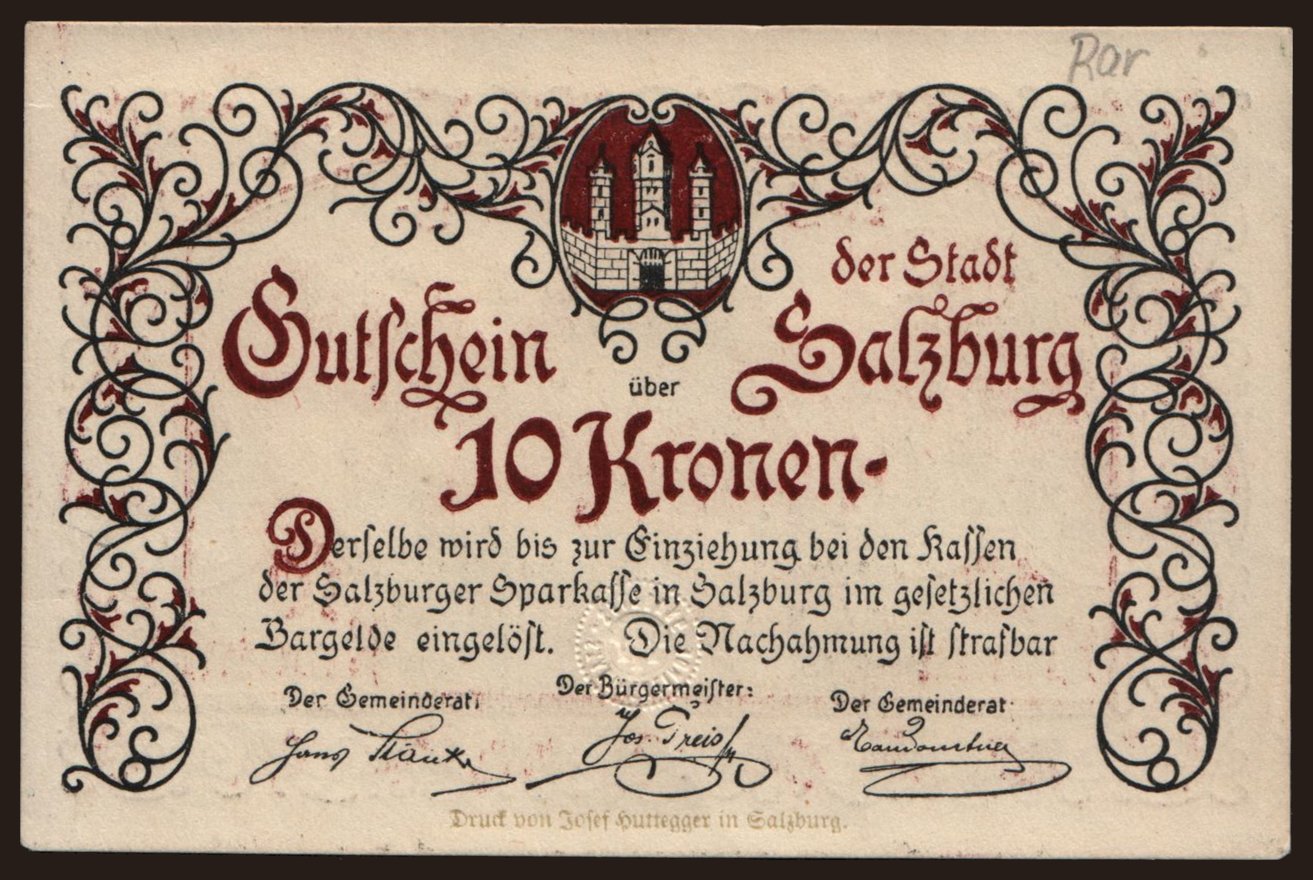 Rar
der Stadt
Gutschein über Salzburg
10 Kronen-
Derselbe wird bis zur Einziehung bei den Kassen
der Salzburger Sparkasse in Salzburg im gesetzlichen
Bargelde eingelöst. Die Nachahmung ist strafbar
Der Gemeinderat: Der Bürgermeister: Der Gemeinderat
Hans
Druck von Josef Huttegger in Salzburg.